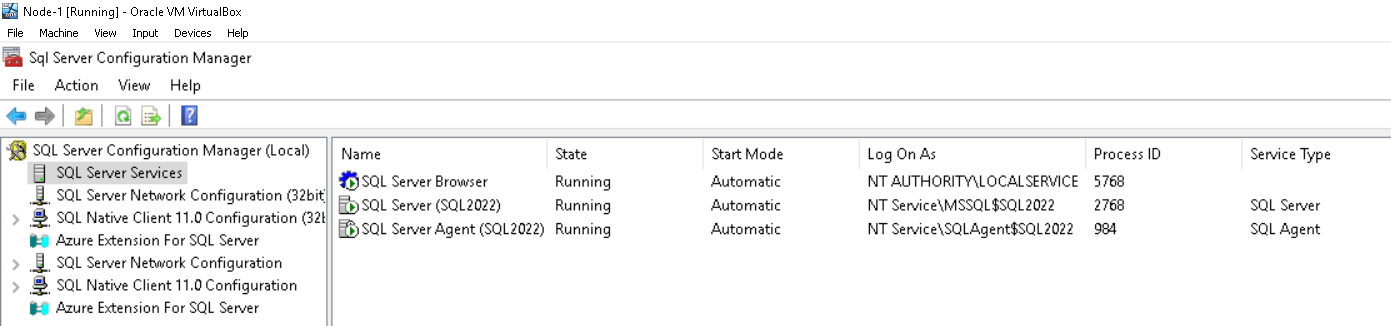 Node-1 [Running] - Oracle VM VirtualBox
File Machine View Input Devices Help
Sql Server Configuration Manager
File Action View Help
SQL Server Configuration Manager (Local)
SQL Server Services
SQL Server Network Configuration (32bit
SQL Native Client 11.0 Configuration (32b
Azure Extension For SQL Server
SQL Server Network Configuration
SQL Native Client 11.0 Configuration
Azure Extension For SQL Server
Name State Start Mode Log On As Process ID Service Type
SQL Server Browser Running Automatic NT AUTHORITY\LOCALSERVICE 5768
SQL Server (SQL2022) Running Automatic NT Service\MSSQL$SQL2022 2768 SQL Server
SQL Server Agent (SQL2022) Running Automatic NT Service\SQLAgent$SQL2022 984 SQL Agent